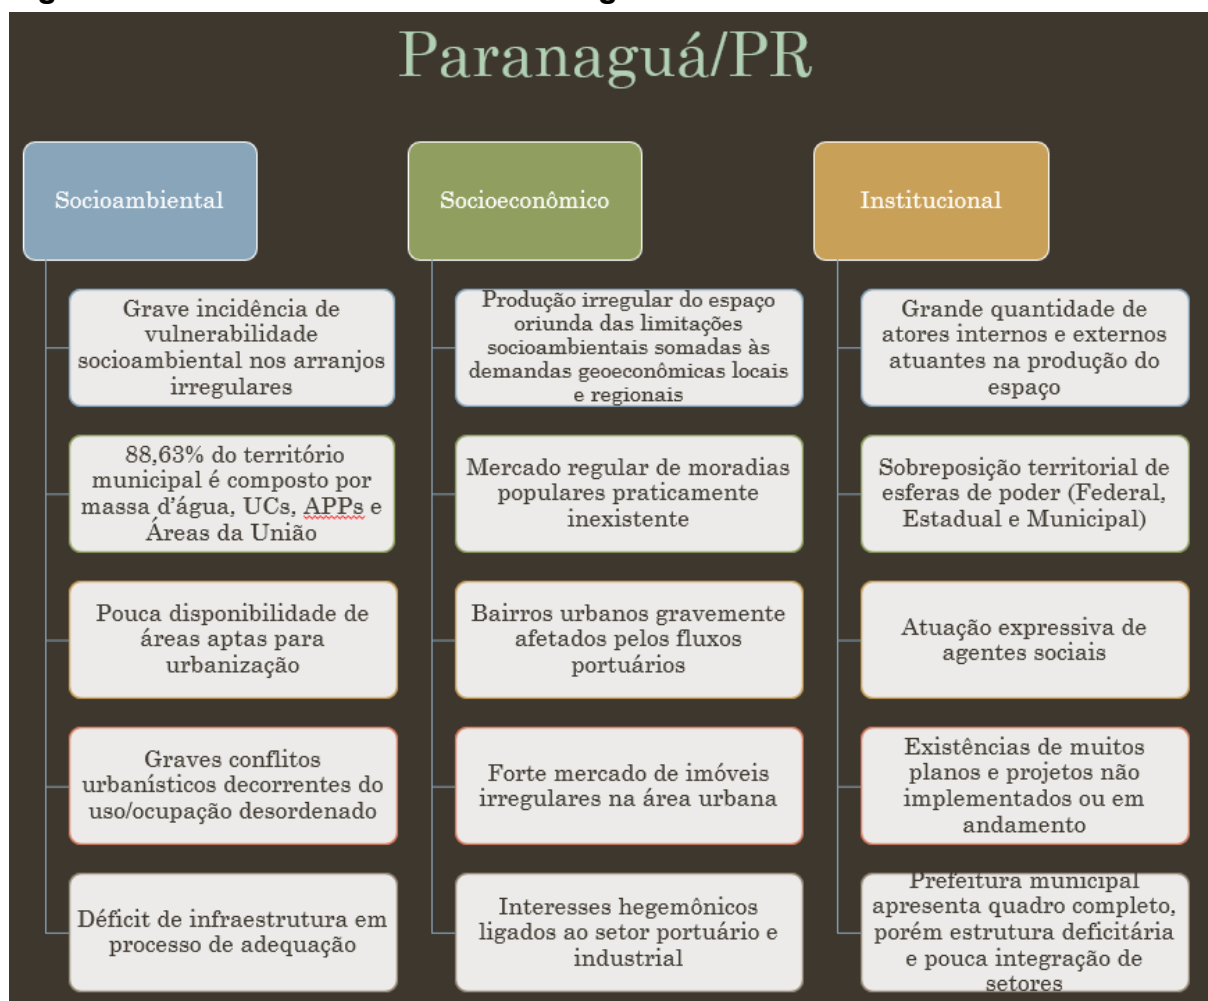 Paranaguá/PR
Socioambiental
Grave incidência de
vulnerabilidade
socioambiental nos arranjos
irregulares
88,63% do território
municipal é composto por
massa d'água, UCs, APPs e
Áreas da União
Pouca disponibilidade de
áreas aptas para
urbanização
Graves conflitos
urbanísticos decorrentes do
uso/ocupação desordenado
Déficit de infraestrutura em
processo de adequação
Socioeconômico
Produção irregular do espaço
oriunda das limitações
socioambientais somadas às
demandas geoeconômicas locais
e regionais
Mercado regular de moradias
populares praticamente
inexistente
Bairros urbanos gravemente
afetados pelos fluxos
portuários
Forte mercado de imóveis
irregulares na área urbana
Interesses hegemônicos
ligados ao setor portuário e
industrial
Institucional
Grande quantidade de
atores internos e externos
atuantes na produção do
espaço
Sobreposição territorial de
esferas de poder (Federal,
Estadual e Municipal)
Atuação expressiva de
agentes sociais
Existências de muitos
planos e projetos não
implementados ou em
andamento
Prefeitura municipal
apresenta quadro completo,
porém estrutura deficitária
e pouca integração de
setores